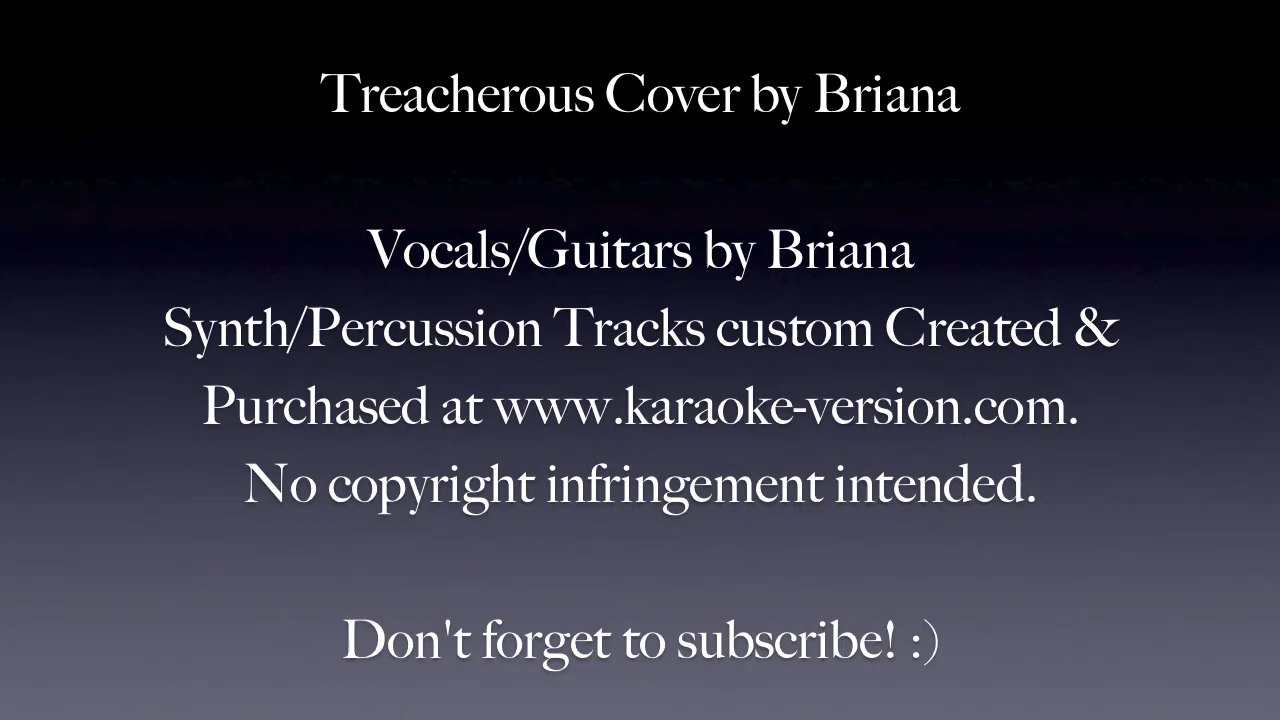 Treacherous Cover by Briana
Vocals/Guitars by Briana
Synth/Percussion Tracks custom Created &
Purchased at www.karaoke-version.com.
No copyright infringement intended.
Don't forget to subscribe! :)